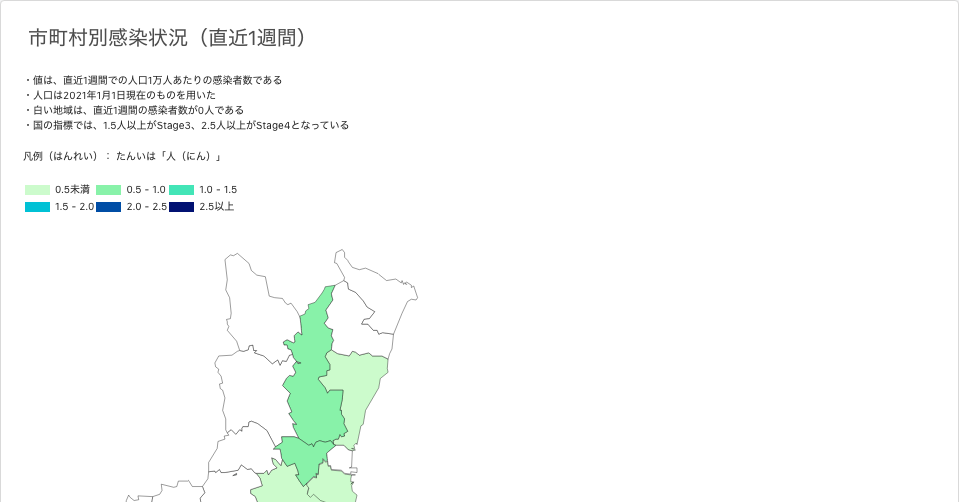 市町村別感染状況（直近1週間）
・値は、直近1週間での人口1万人あたりの感染者数である
・人口は2021年1月1日現在のものを用いた
・白い地域は、直近1週間の感染者数が0人である
・国の指標では、1.5人以上がStage3、2.5人以上がStage4となっている
凡例（はんれい）： たんいは「人（にん）」
0.5未満 0.5 - 1.0 1.0 - 1.5
1.5 - 2.0 2.0 - 2.5 2.5以上